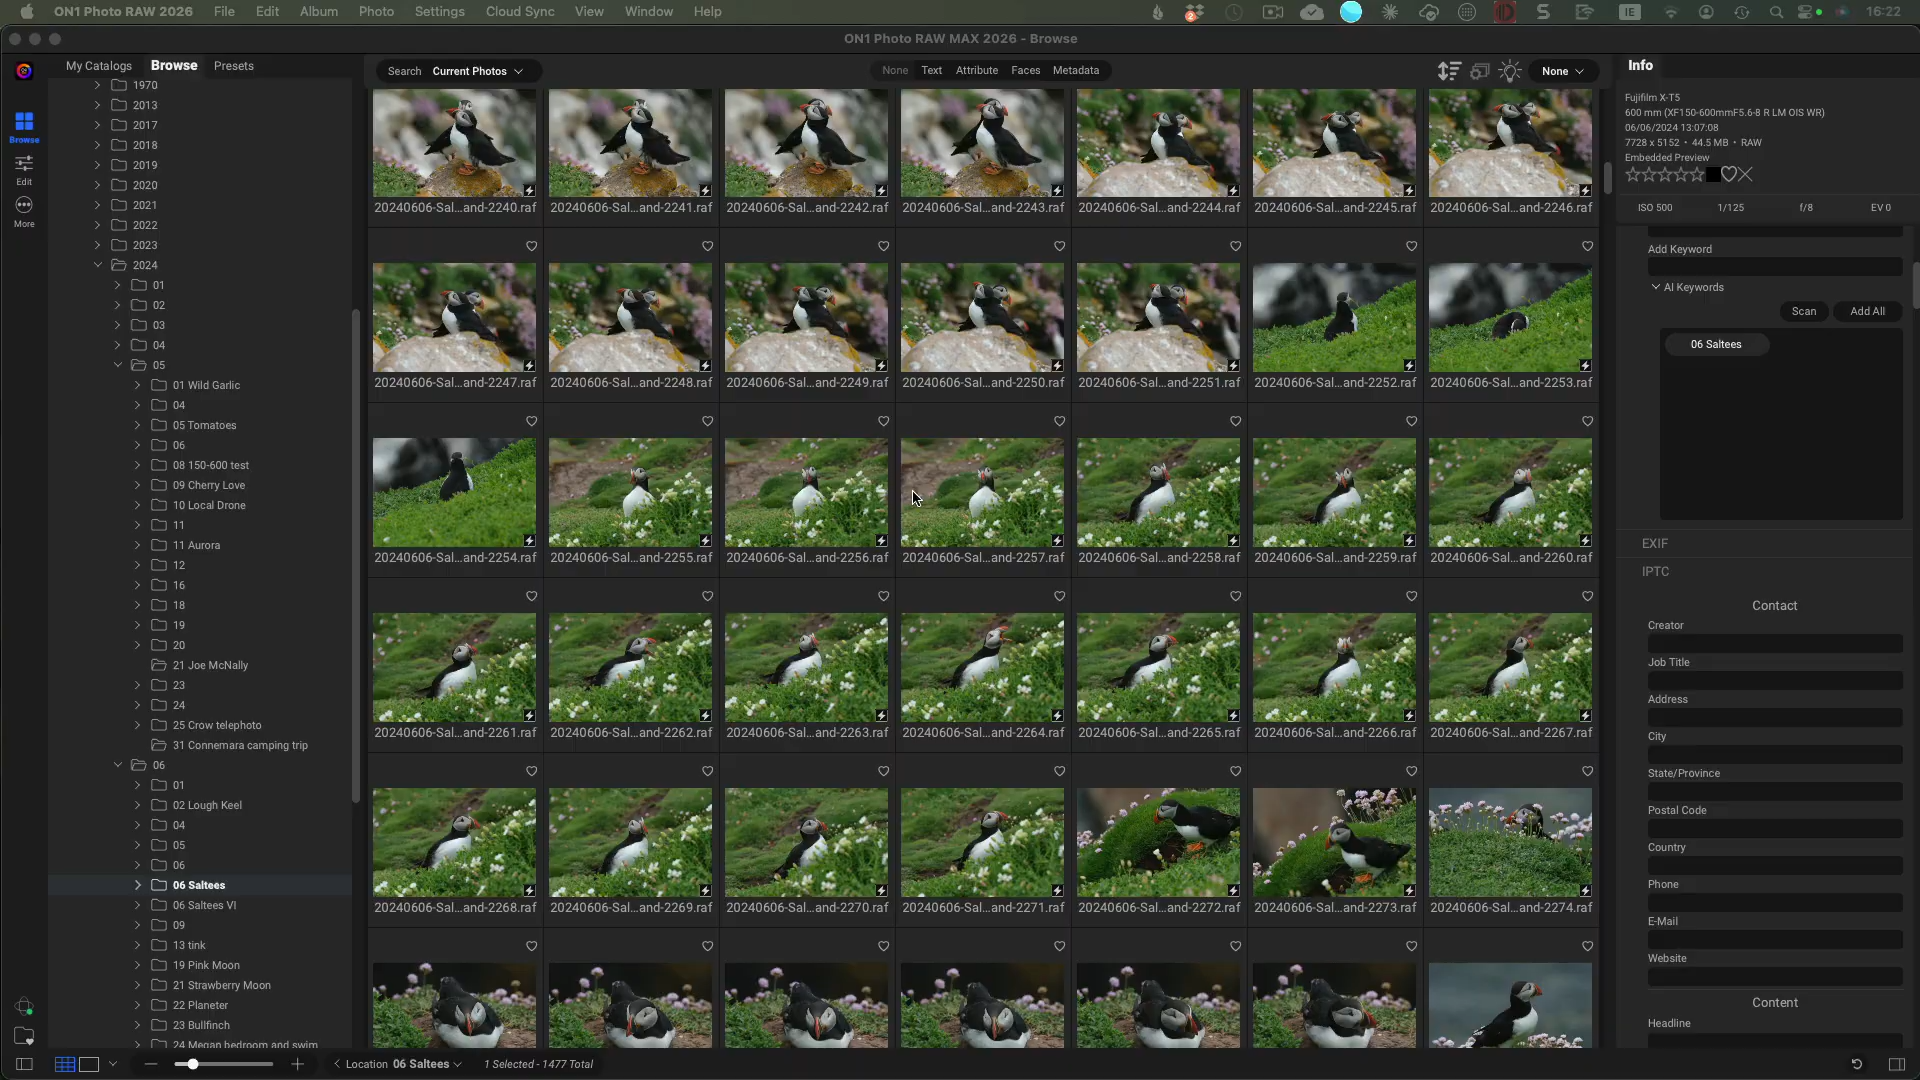 ON1 Photo RAW 2026 File Edit Album Photo Settings Cloud Sync View Window Help 2 IE 16:22
ON1 Photo RAW MAX 2026 - Browse
My Catalogs Browse Presets
Search Current Photos
None Text Attribute Faces Metadata
None
Info
Browse
Edit
More
1970
2013
2017
2018
2019
2020
2021
2022
2023
2024
01
02
03
04
05
01 Wild Garlic
04
05 Tomatoes
06
08 150-600 test
09 Cherry Love
10 Local Drone
11
11 Aurora
12
16
18
19
20
21 Joe McNally
23
24
25 Crow telephoto
31 Connemara camping trip
06
01
02 Lough Keel
04
05
06
06 Saltees
06 Saltees VI
09
13 tink
19 Pink Moon
21 Strawberry Moon
22 Planeter
23 Bullfinch
24 Megan bedroom and swim
20240606-Sal...and-2240.raf 20240606-Sal...and-2241.raf 20240606-Sal...and-2242.raf 20240606-Sal...and-2243.raf 20240606-Sal...and-2244.raf 20240606-Sal...and-2245.raf 20240606-Sal...and-2246.raf
20240606-Sal...and-2247.raf 20240606-Sal...and-2248.raf 20240606-Sal...and-2249.raf 20240606-Sal...and-2250.raf 20240606-Sal...and-2251.raf 20240606-Sal...and-2252.raf 20240606-Sal...and-2253.raf
20240606-Sal...and-2254.raf 20240606-Sal...and-2255.raf 20240606-Sal...and-2256.raf 20240606-Sal...and-2257.raf 20240606-Sal...and-2258.raf 20240606-Sal...and-2259.raf 20240606-Sal...and-2260.raf
20240606-Sal...and-2261.raf 20240606-Sal...and-2262.raf 20240606-Sal...and-2263.raf 20240606-Sal...and-2264.raf 20240606-Sal...and-2265.raf 20240606-Sal...and-2266.raf 20240606-Sal...and-2267.raf
20240606-Sal...and-2268.raf 20240606-Sal...and-2269.raf 20240606-Sal...and-2270.raf 20240606-Sal...and-2271.raf 20240606-Sal...and-2272.raf 20240606-Sal...and-2273.raf 20240606-Sal...and-2274.raf
Location 06 Saltees 1 Selected - 1477 Total
Fujifilm X-T5
600 mm (XF150-600mmF5.6-8 R LM OIS WR)
06/06/2024 13:07:08
7728 x 5152 • 44.5 MB • RAW
Embedded Preview
ISO 500 1/125 f/8 EV 0
Add Keyword
AI Keywords
Scan Add All
06 Saltees
EXIF
IPTC
Contact
Creator
Job Title
Address
City
State/Province
Postal Code
Country
Phone
E-Mail
Website
Content
Headline